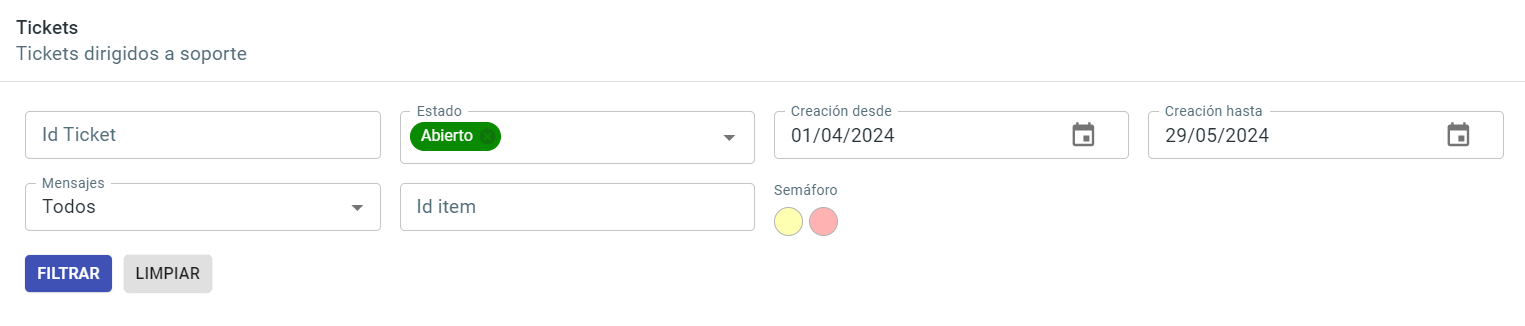 Tickets
Tickets dirigidos a soporte
Id Ticket
Estado
Abierto
Creación desde
01/04/2024
Creación hasta
29/05/2024
Mensajes
Todos
Id item
Semáforo
FILTRAR
LIMPIAR